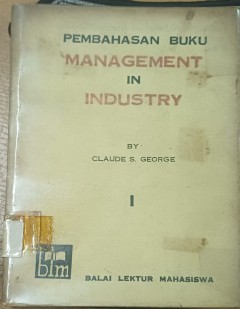 PEMBAHASAN BUKU
MANAGEMENT
IN
INDUSTRY
BY
CLAUDE S. GEORGE
I
blm
BALAI LEKTUR MAHASISWA